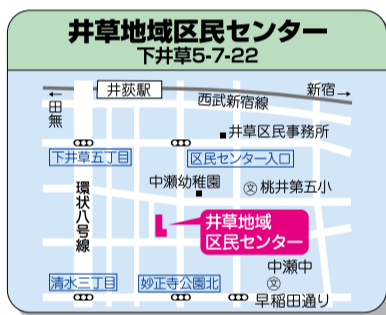 井草地域区民センター
下井草5-7-22
←田無
井荻駅
西武新宿線
新宿→
井草区民事務所
下井草五丁目
区民センター入口
中瀬幼稚園
文 桃井第五小
環状八号線
井草地域
区民センター
中瀬中
文
清水三丁目
妙正寺公園北
早稲田通り